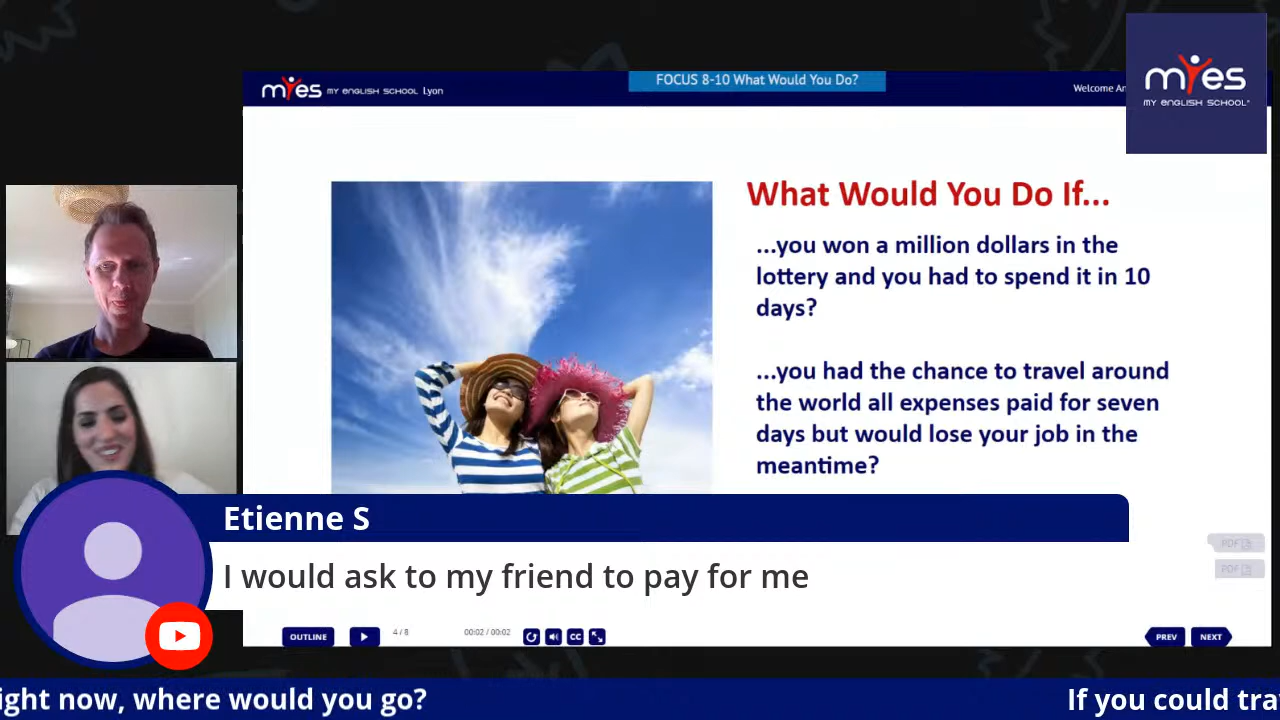 FOCUS 8-10 What Would You Do?
myes MY ENGLISH SCHOOL Lyon
Welcome An
myes
MY ENGLISH SCHOOL
What Would You Do If...
...you won a million dollars in the
lottery and you had to spend it in 10
days?
...you had the chance to travel around
the world all expenses paid for seven
days but would lose your job in the
meantime?
Etienne S
I would ask to my friend to pay for me
PDF
PDF
OUTLINE
4 / 8
00:02 / 00:02
CC
PREV
NEXT
ight now, where would you go?
If you could tra